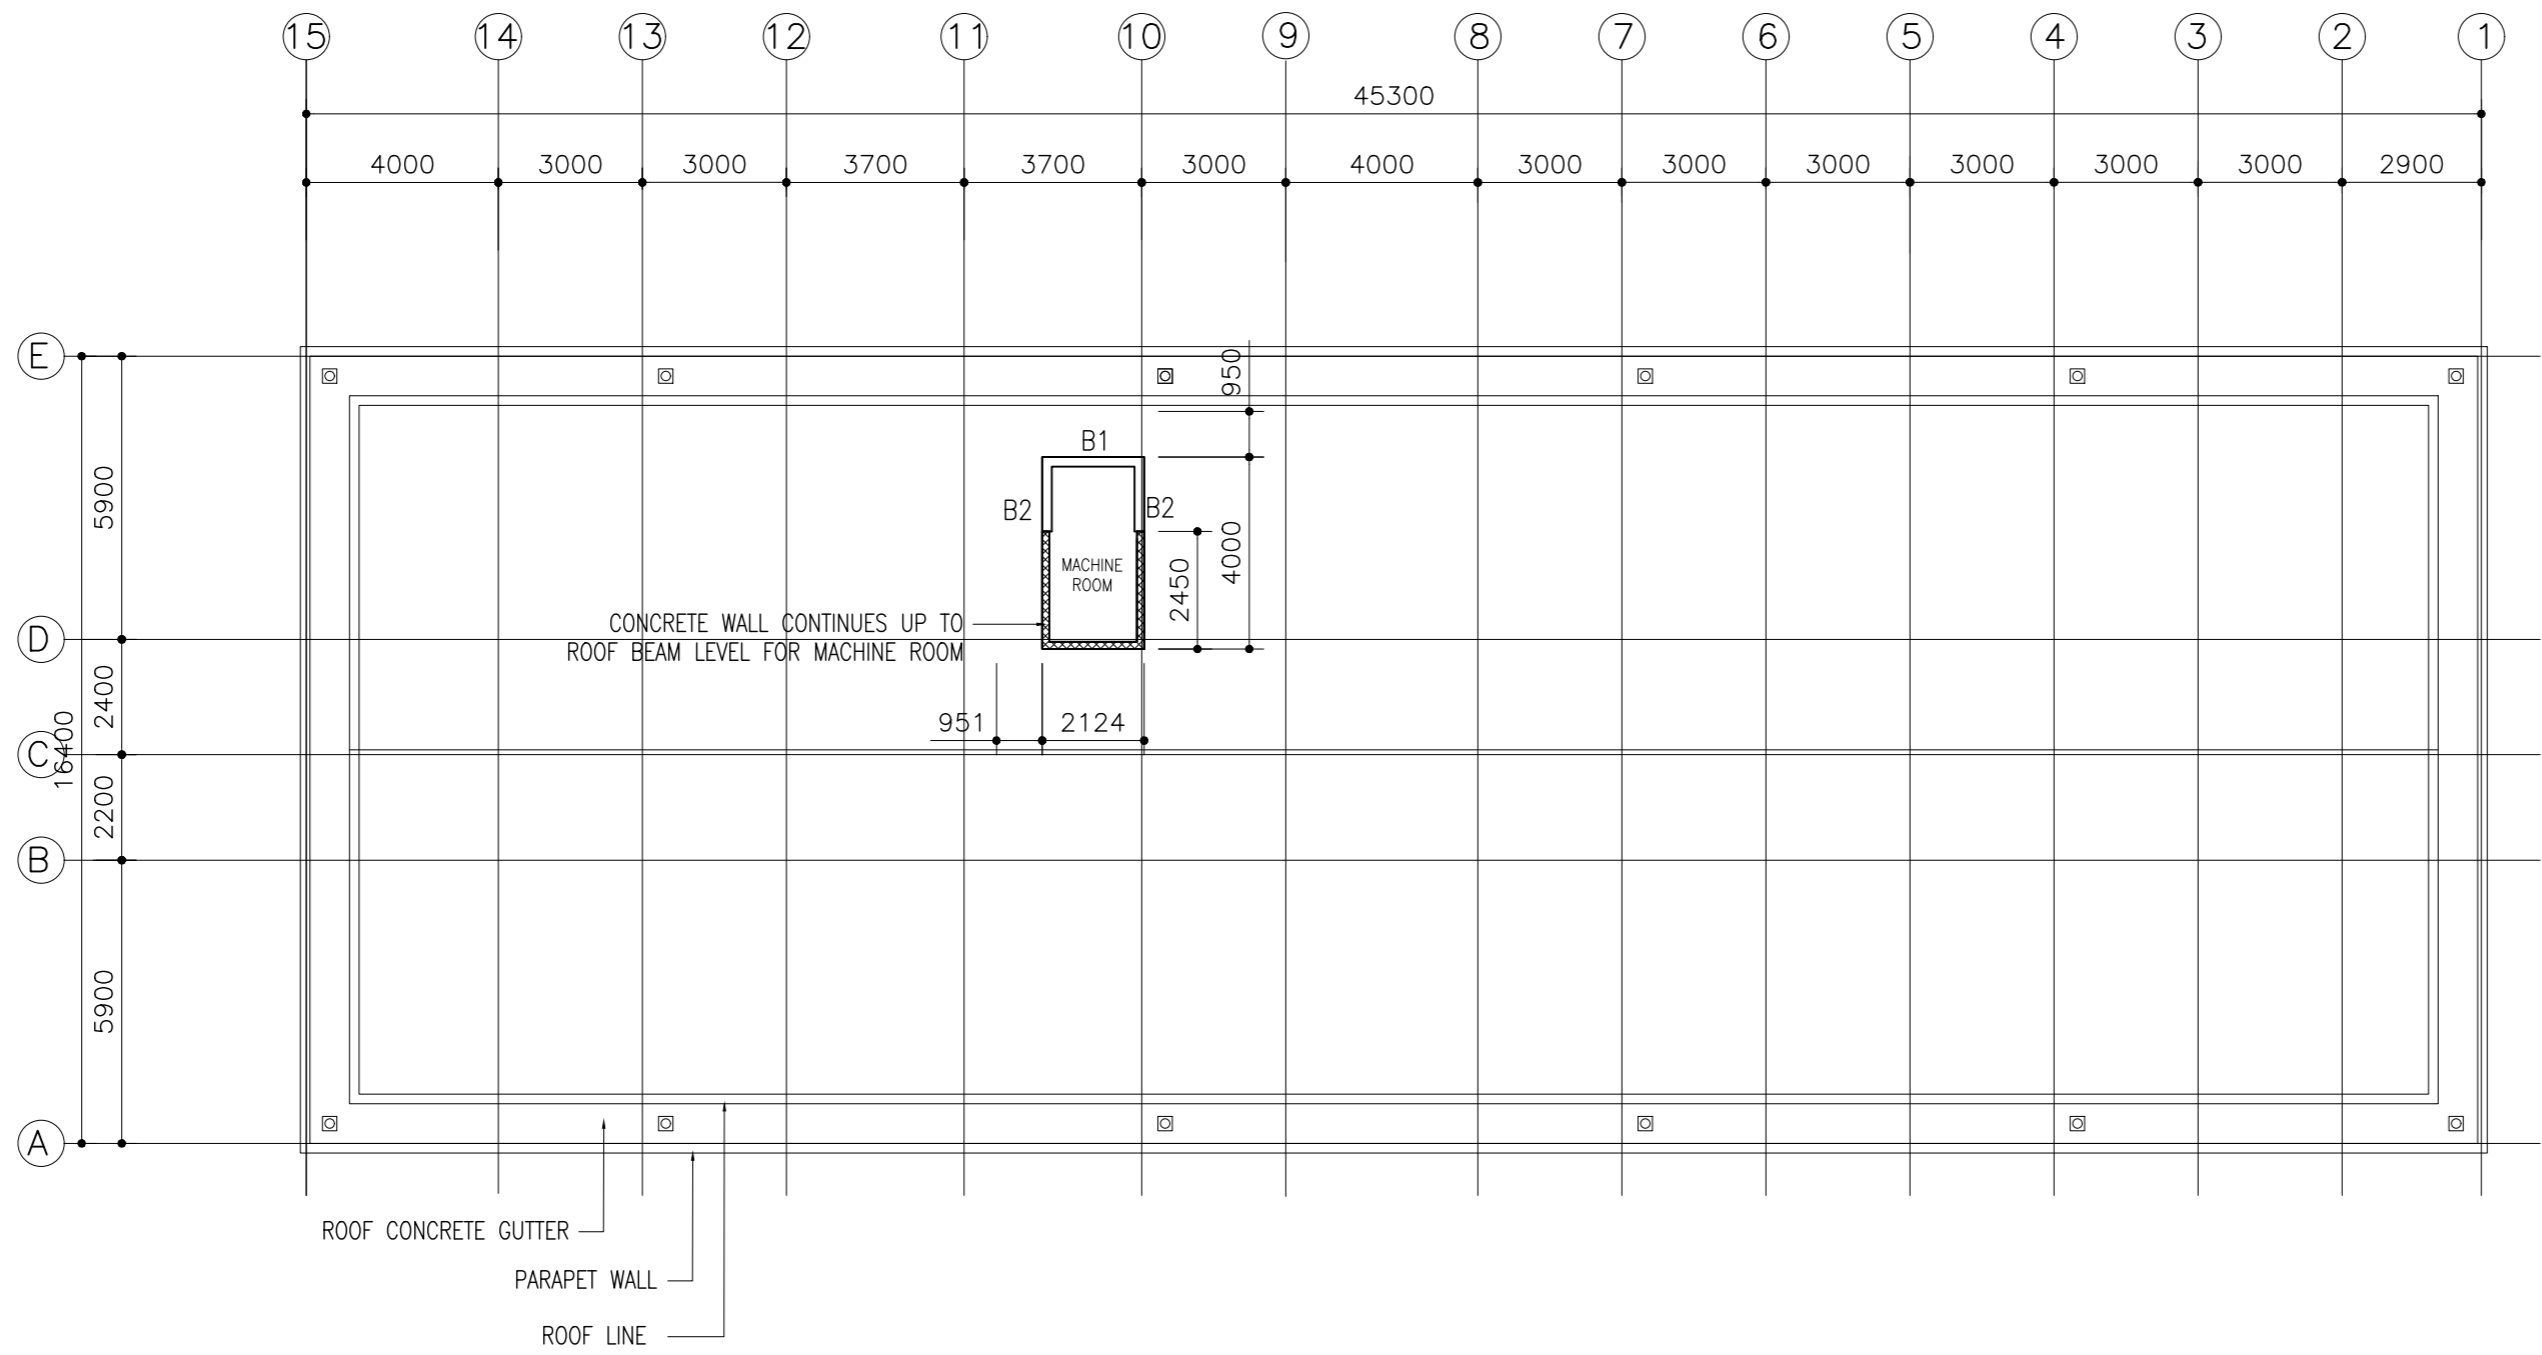 15 14 13 12 11 10 9 8 7 6 5 4 3 2 1
45300
4000 3000 3000 3700 3700 3000 4000 3000 3000 3000 3000 3000 3000 2900
E
950
B1
5900
B2 B2
4000
MACHINE
ROOM
2450
CONCRETE WALL CONTINUES UP TO
ROOF BEAM LEVEL FOR MACHINE ROOM
D
2400
951 2124
16400
C
2200
B
5900
A
ROOF CONCRETE GUTTER
PARAPET WALL
ROOF LINE